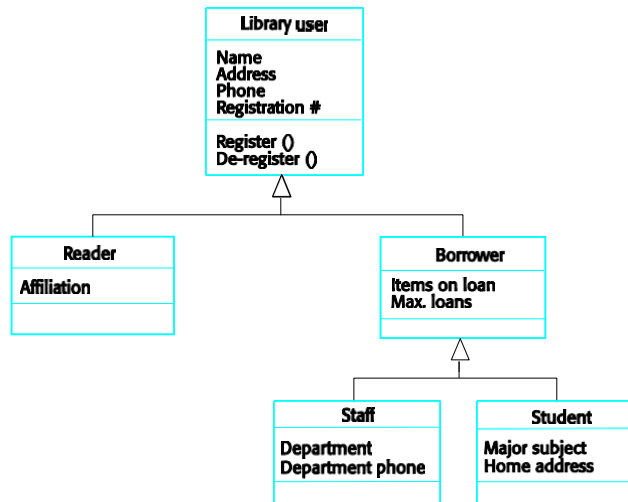 Library user
Name
Address
Phone
Registration #
Register ()
De-register ()
Reader
Affiliation
Borrower
Items on loan
Max. loans
Staff
Department
Department phone
Student
Major subject
Home address